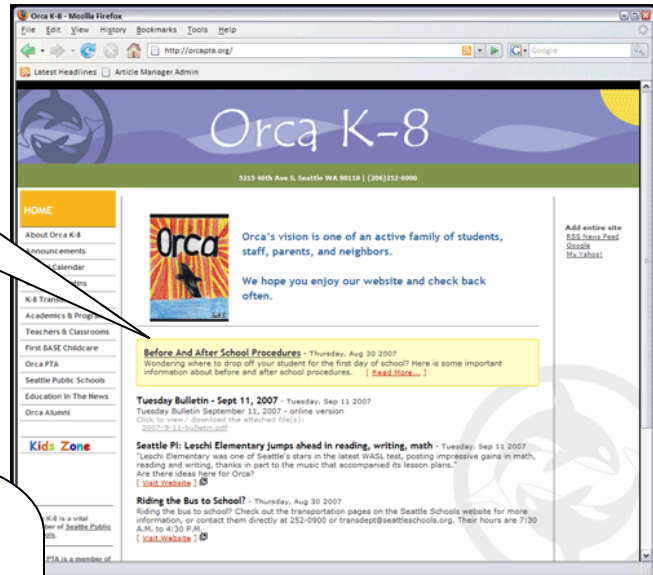 Orca K-8 - Mozilla Firefox
File Edit View History Bookmarks Tools Help
http://orcapta.org/
Google
Latest Headlines Article Manager Admin
Orca K-8
5215 46th Ave S, Seattle WA 98118 | (206)252-6900
HOME
About Orca K-8
Announcements
Calendar
K-8
Academics &
Teachers & Classrooms
First BASE Childcare
Orca PTA
Seattle Public Schools
Education In The News
Orca Alumni
Kids Zone
K-8 is a vital
of Seattle Public
PTA is a member of
Orca
Orca's vision is one of an active family of students,
staff, parents, and neighbors.
We hope you enjoy our website and check back
often.
Before And After School Procedures - Thursday, Aug 30 2007
Wondering where to drop off your student for the first day of school? Here is some important
information about before and after school procedures. [ Read More... ]
Tuesday Bulletin - Sept 11, 2007 - Tuesday, Sep 11 2007
Tuesday Bulletin September 11, 2007 - online version
Click to view / download the attached file(s):
2007-9-11-bulletin.pdf
Seattle PI: Leschi Elementary jumps ahead in reading, writing, math - Tuesday, Sep 11 2007
"Leschi Elementary was one of Seattle's stars in the latest WASL test, posting impressive gains in math,
reading and writing, thanks in part to the music that accompanied its lesson plans."
Are there ideas here for Orca?
[ Visit Website ]
Riding the Bus to School? - Thursday, Aug 30 2007
Riding the bus to school? Check out the transportation pages on the Seattle Schools website for more
information, or contact them directly at 252-0900 or transdept@seattleschools.org. Their hours are 7:30
A.M. to 4:30 P.M.
[ Visit Website ]
Add entire site
RSS News Feed
Google
My Yahoo!